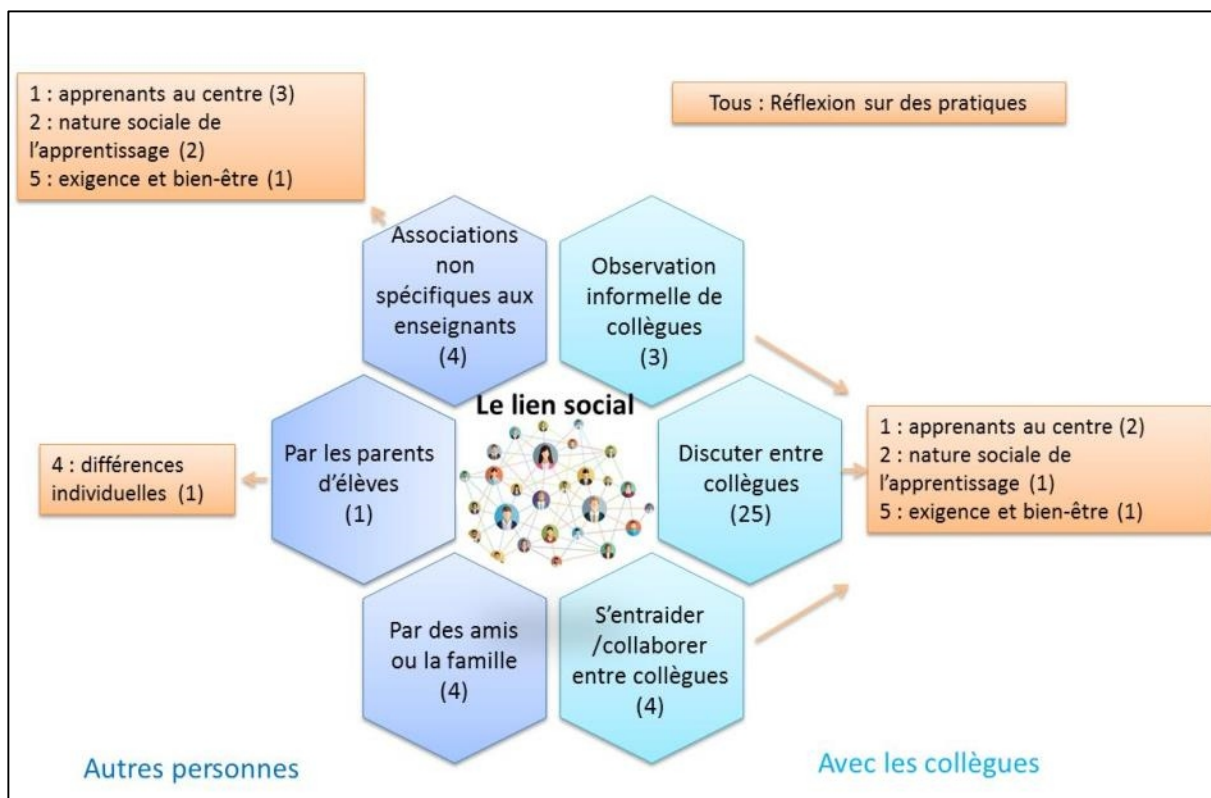 1 : apprenants au centre (3)
2 : nature sociale de
l’apprentissage (2)
5 : exigence et bien-être (1)
Tous : Réflexion sur des pratiques
Associations
non
spécifiques aux
enseignants
(4)
Observation
informelle de
collègues
(3)
Le lien social
Par les parents
d’élèves
(1)
Discuter entre
collègues
(25)
4 : différences
individuelles (1)
1 : apprenants au centre (2)
2 : nature sociale de
l’apprentissage (1)
5 : exigence et bien-être (1)
Par des amis
ou la famille
(4)
S’entraider
/collaborer
entre collègues
(4)
Autres personnes
Avec les collègues